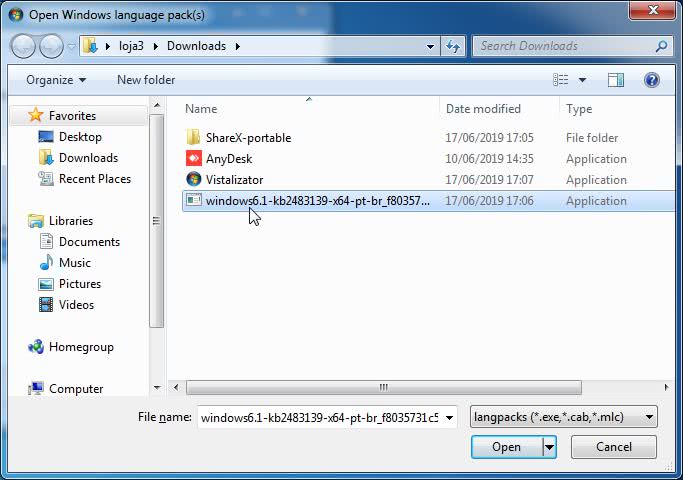 Open Windows language pack(s)
loja3 Downloads
Search Downloads
Organize New folder
Favorites
Desktop
Downloads
Recent Places
Libraries
Documents
Music
Pictures
Videos
Homegroup
Computer
Name Date modified Type
ShareX-portable 17/06/2019 17:05 File folder
AnyDesk 10/06/2019 14:35 Application
Vistalizator 17/06/2019 17:07 Application
windows6.1-kb2483139-x64-pt-br_f80357... 17/06/2019 17:06 Application
File name: windows6.1-kb2483139-x64-pt-br_f8035731c5 langpacks (*.exe,*.cab,*.mlc)
Open Cancel